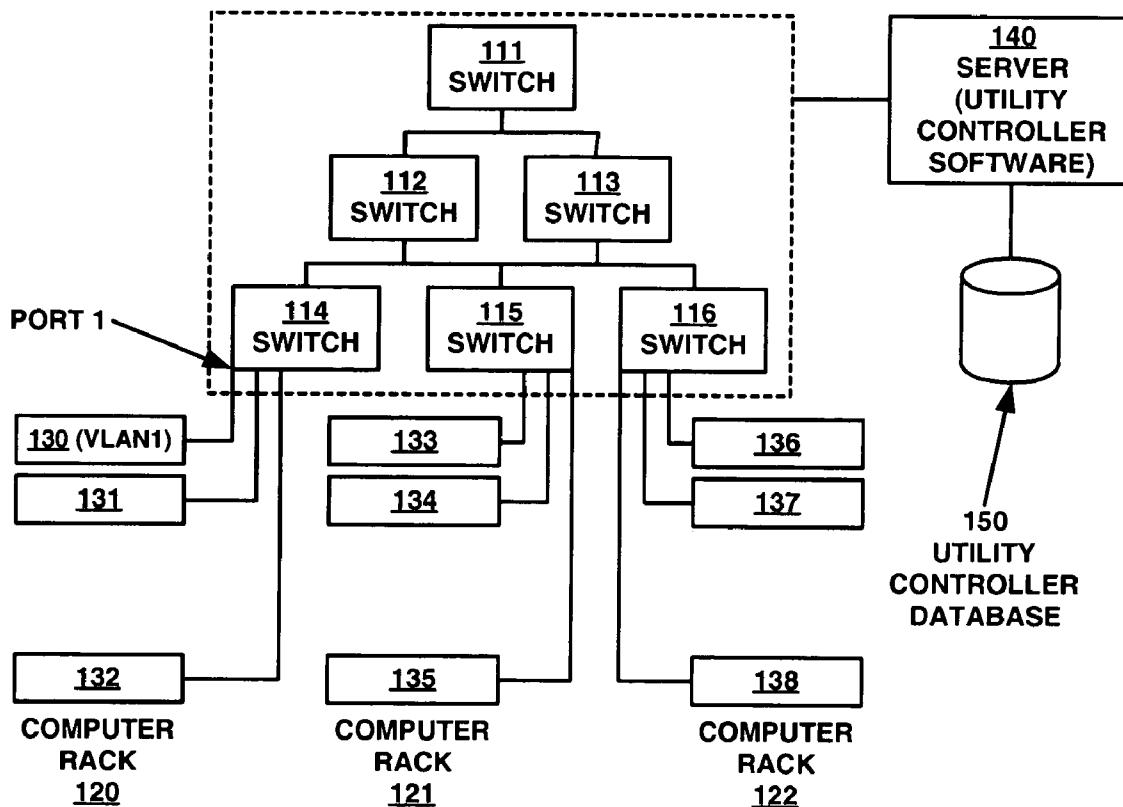 111
SWITCH
140
SERVER
(UTILITY
CONTROLLER
SOFTWARE)
112
SWITCH
113
SWITCH
PORT 1
114
SWITCH
115
SWITCH
116
SWITCH
130 (VLAN1)
131
133
134
136
137
150
UTILITY
CONTROLLER
DATABASE
132
135
138
COMPUTER
RACK
120
COMPUTER
RACK
121
COMPUTER
RACK
122